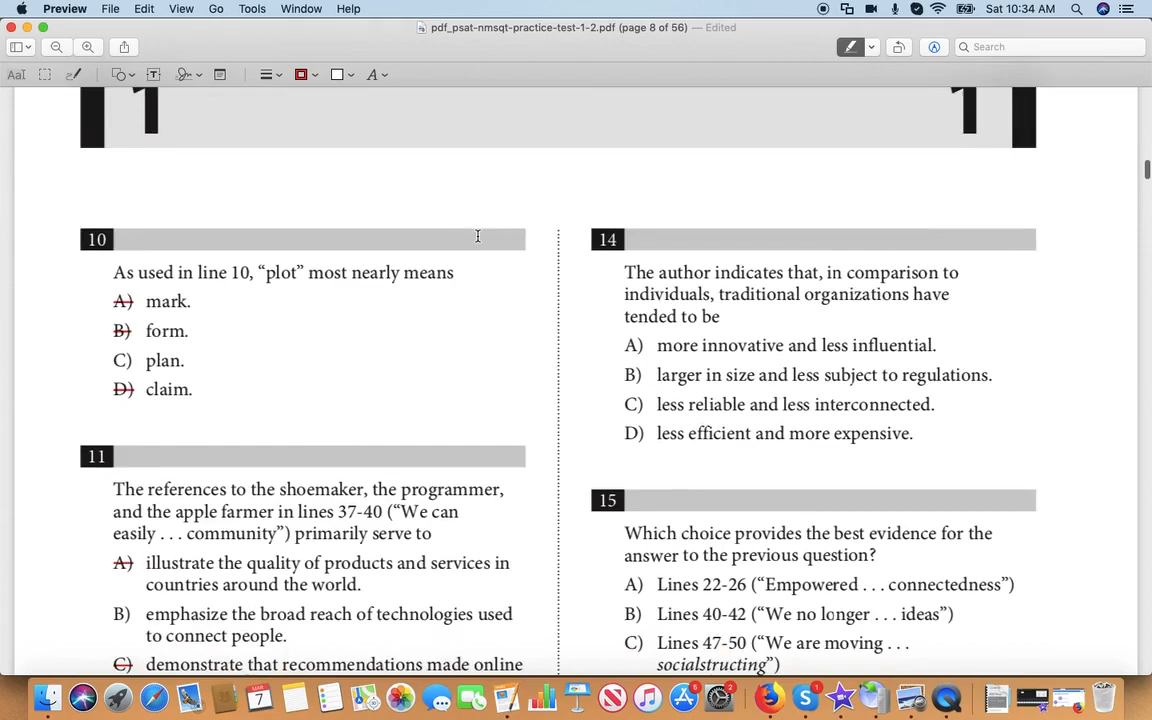 Preview File Edit View Go Tools Window Help Sat 10:34 AM
pdf_psat-nmsqt-practice-test-1-2.pdf (page 8 of 56) — Edited
Search
1 1
10
As used in line 10, “plot” most nearly means
A) mark.
B) form.
C) plan.
D) claim.
11
The references to the shoemaker, the programmer,
and the apple farmer in lines 37-40 (“We can
easily . . . community”) primarily serve to
A) illustrate the quality of products and services in
countries around the world.
B) emphasize the broad reach of technologies used
to connect people.
C) demonstrate that recommendations made online
14
The author indicates that, in comparison to
individuals, traditional organizations have
tended to be
A) more innovative and less influential.
B) larger in size and less subject to regulations.
C) less reliable and less interconnected.
D) less efficient and more expensive.
15
Which choice provides the best evidence for the
answer to the previous question?
A) Lines 22-26 (“Empowered . . . connectedness”)
B) Lines 40-42 (“We no longer . . . ideas”)
C) Lines 47-50 (“We are moving . . .
socialstructing”)
MAR
7
6
2
1